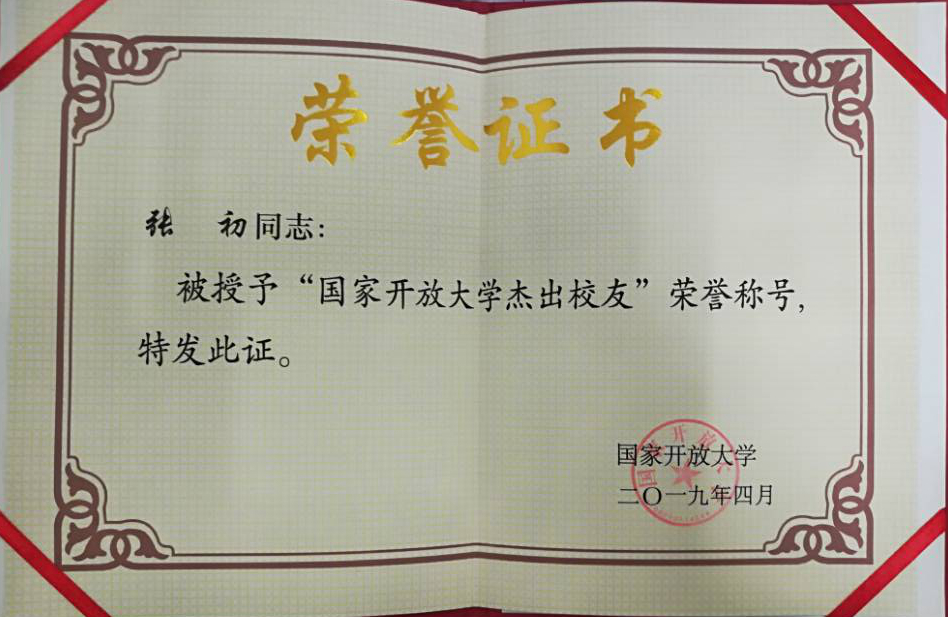 荣誉证书
张 初同志:
被授予“国家开放大学杰出校友”荣誉称号,
特发此证。
国家开放大学
二〇一九年四月